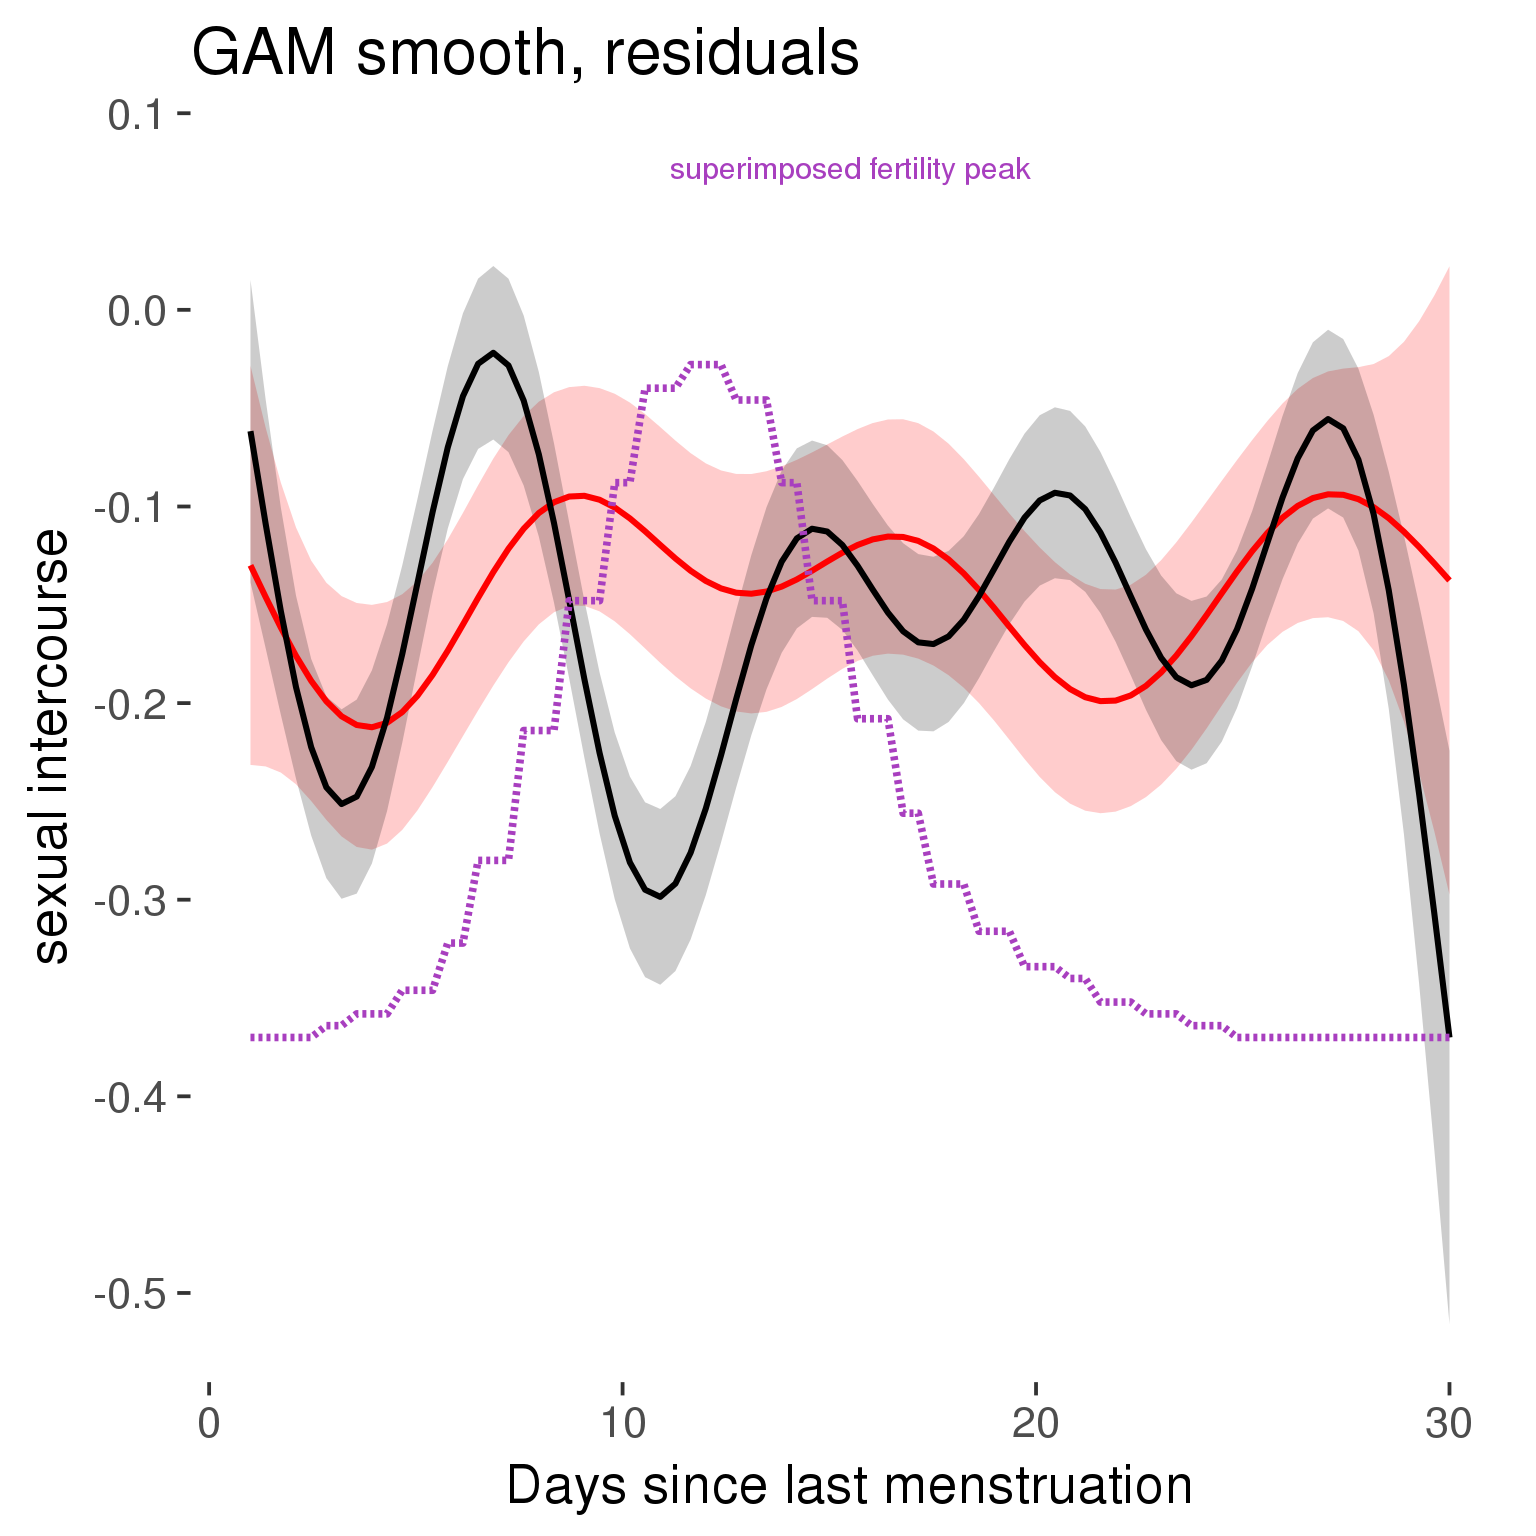 GAM smooth, residuals
0.1
superimposed fertility peak
0.0
-0.1
-0.2
-0.3
-0.4
-0.5
sexual intercourse
0 10 20 30
Days since last menstruation